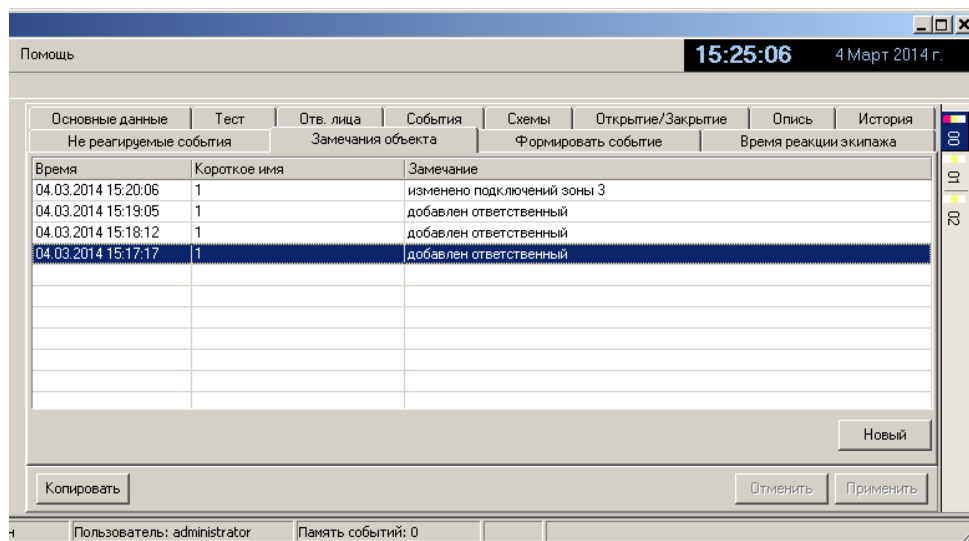 Помощь 15:25:06 4 Март 2014 г.
Основные данные Тест Отв. лица События Схемы Открытие/Закрытие Опись История
Не реагируемые события Замечания объекта Формировать событие Время реакции экипажа
Время Короткое имя Замечание
04.03.2014 15:20:06 1 изменено подключений зоны 3
04.03.2014 15:19:05 1 добавлен ответственный
04.03.2014 15:18:12 1 добавлен ответственный
04.03.2014 15:17:17 1 добавлен ответственный
00
01
02
Новый
Копировать Отменить Применить
Пользователь: administrator Память событий: 0